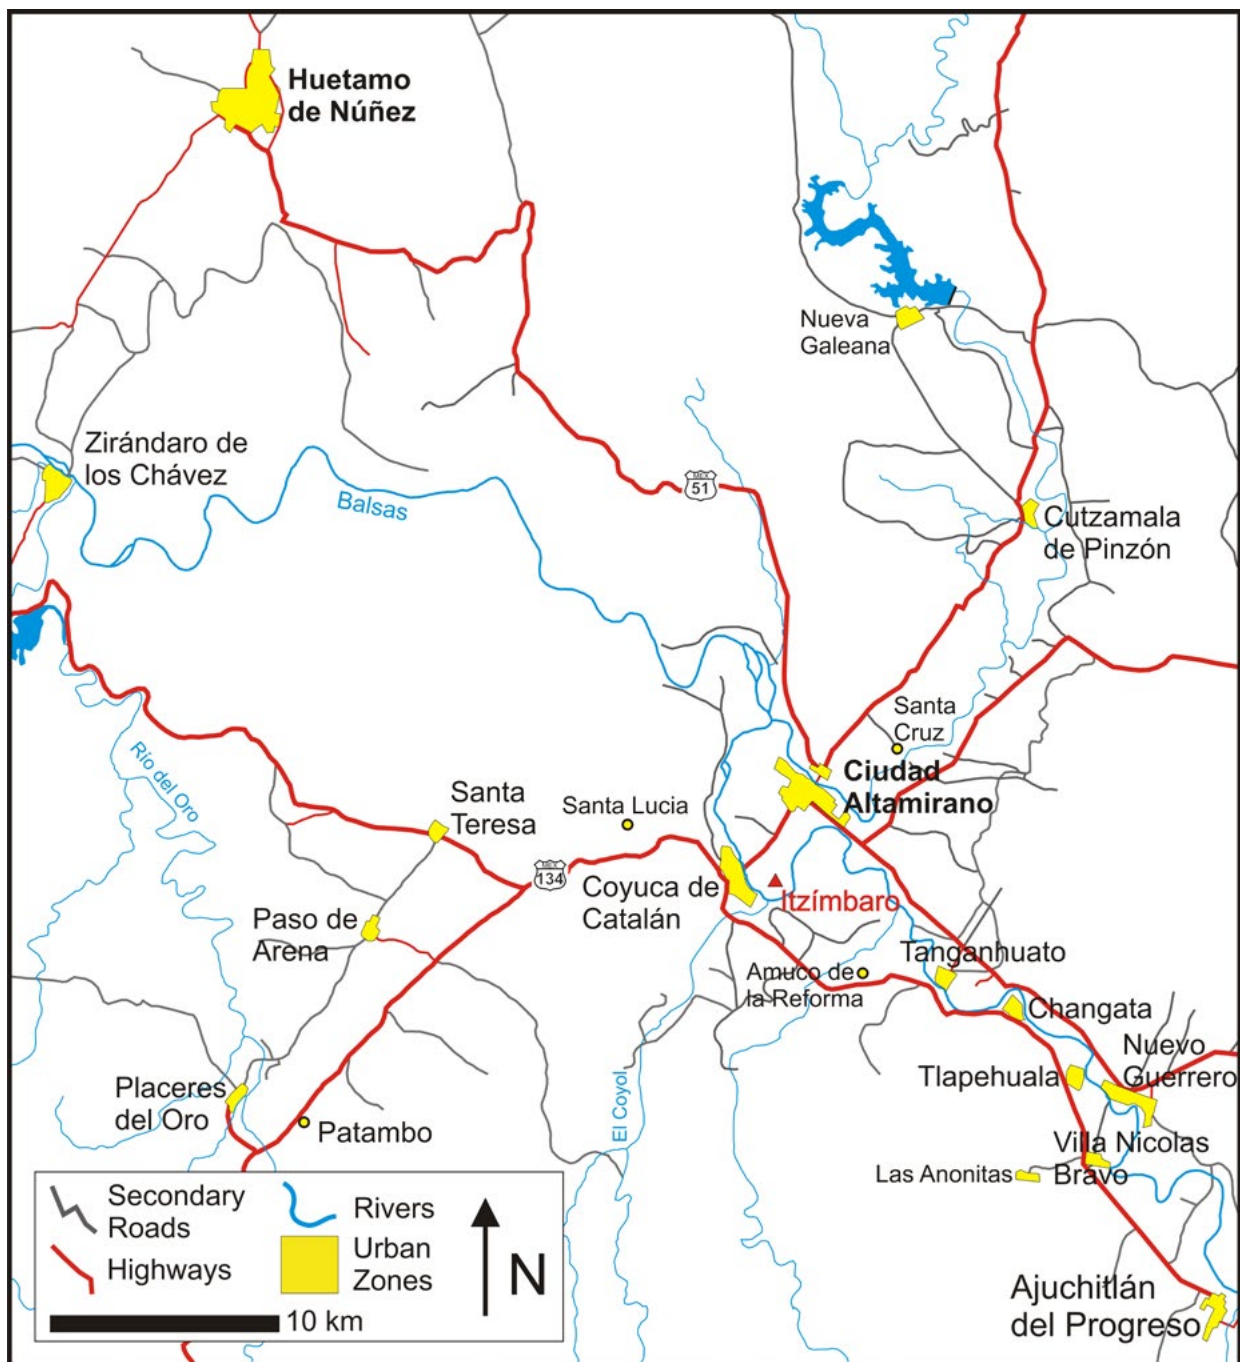 Huetamo
de Núñez
Nueva
Galeana
Zirándaro de
los Chávez
Balsas
MEX
51
Cutzamala
de Pinzón
Santa
Cruz
Río del Oro
Ciudad
Altamirano
Santa
Teresa
Santa Lucia
MEX
134
Coyuca de
Catalán
Itzímbaro
Paso de
Arena
Tanganhuato
Amuco de
la Reforma
Changata
Nuevo
Guerrero
Tlapehuala
El Coyol
Placeres
del Oro
Patambo
Villa Nicolas
Bravo
Las Anonitas
Secondary
Roads
Rivers
Highways
Urban
Zones
N
10 km
Ajuchitlán
del Progreso